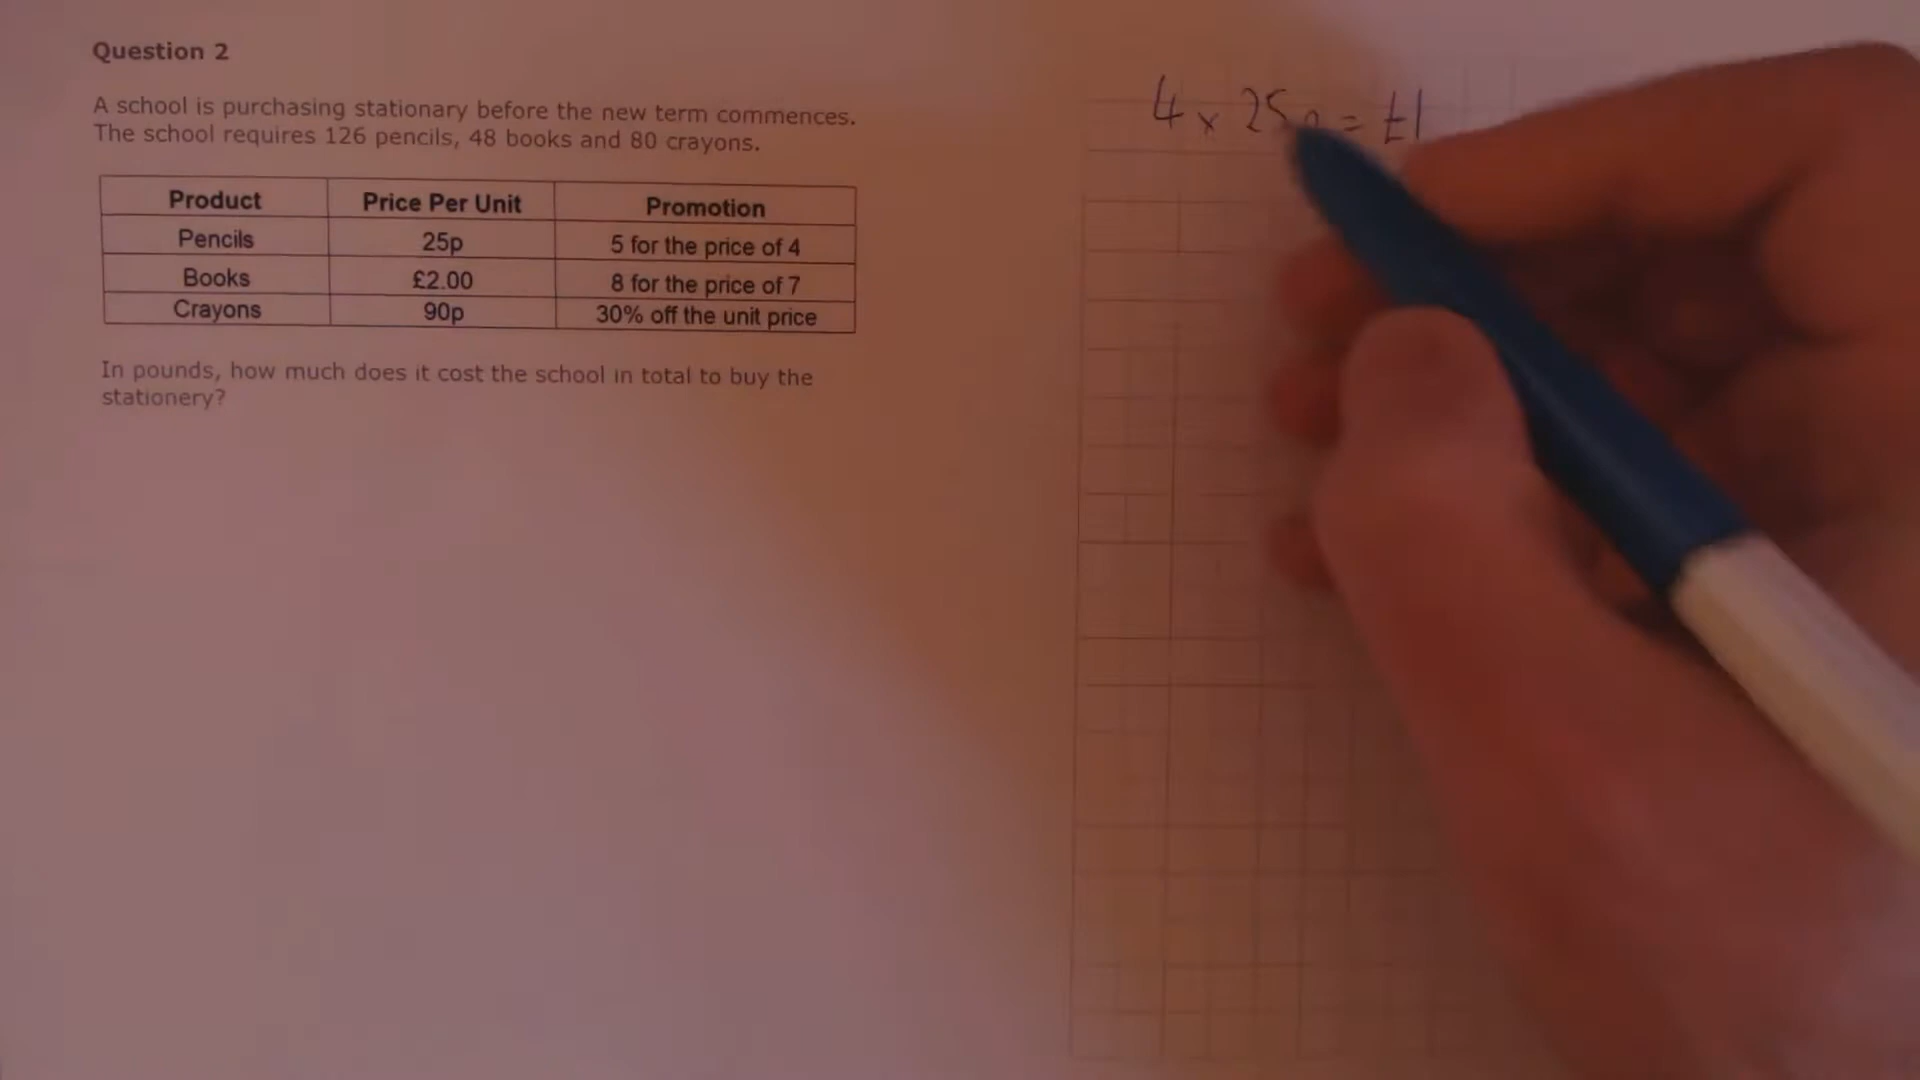 Question 2
A school is purchasing stationary before the new term commences.
The school requires 126 pencils, 48 books and 80 crayons.
Product Price Per Unit Promotion
Pencils 25p 5 for the price of 4
Books £2.00 8 for the price of 7
Crayons 90p 30% off the unit price
In pounds, how much does it cost the school in total to buy the
stationery?
4 x 25p = £1